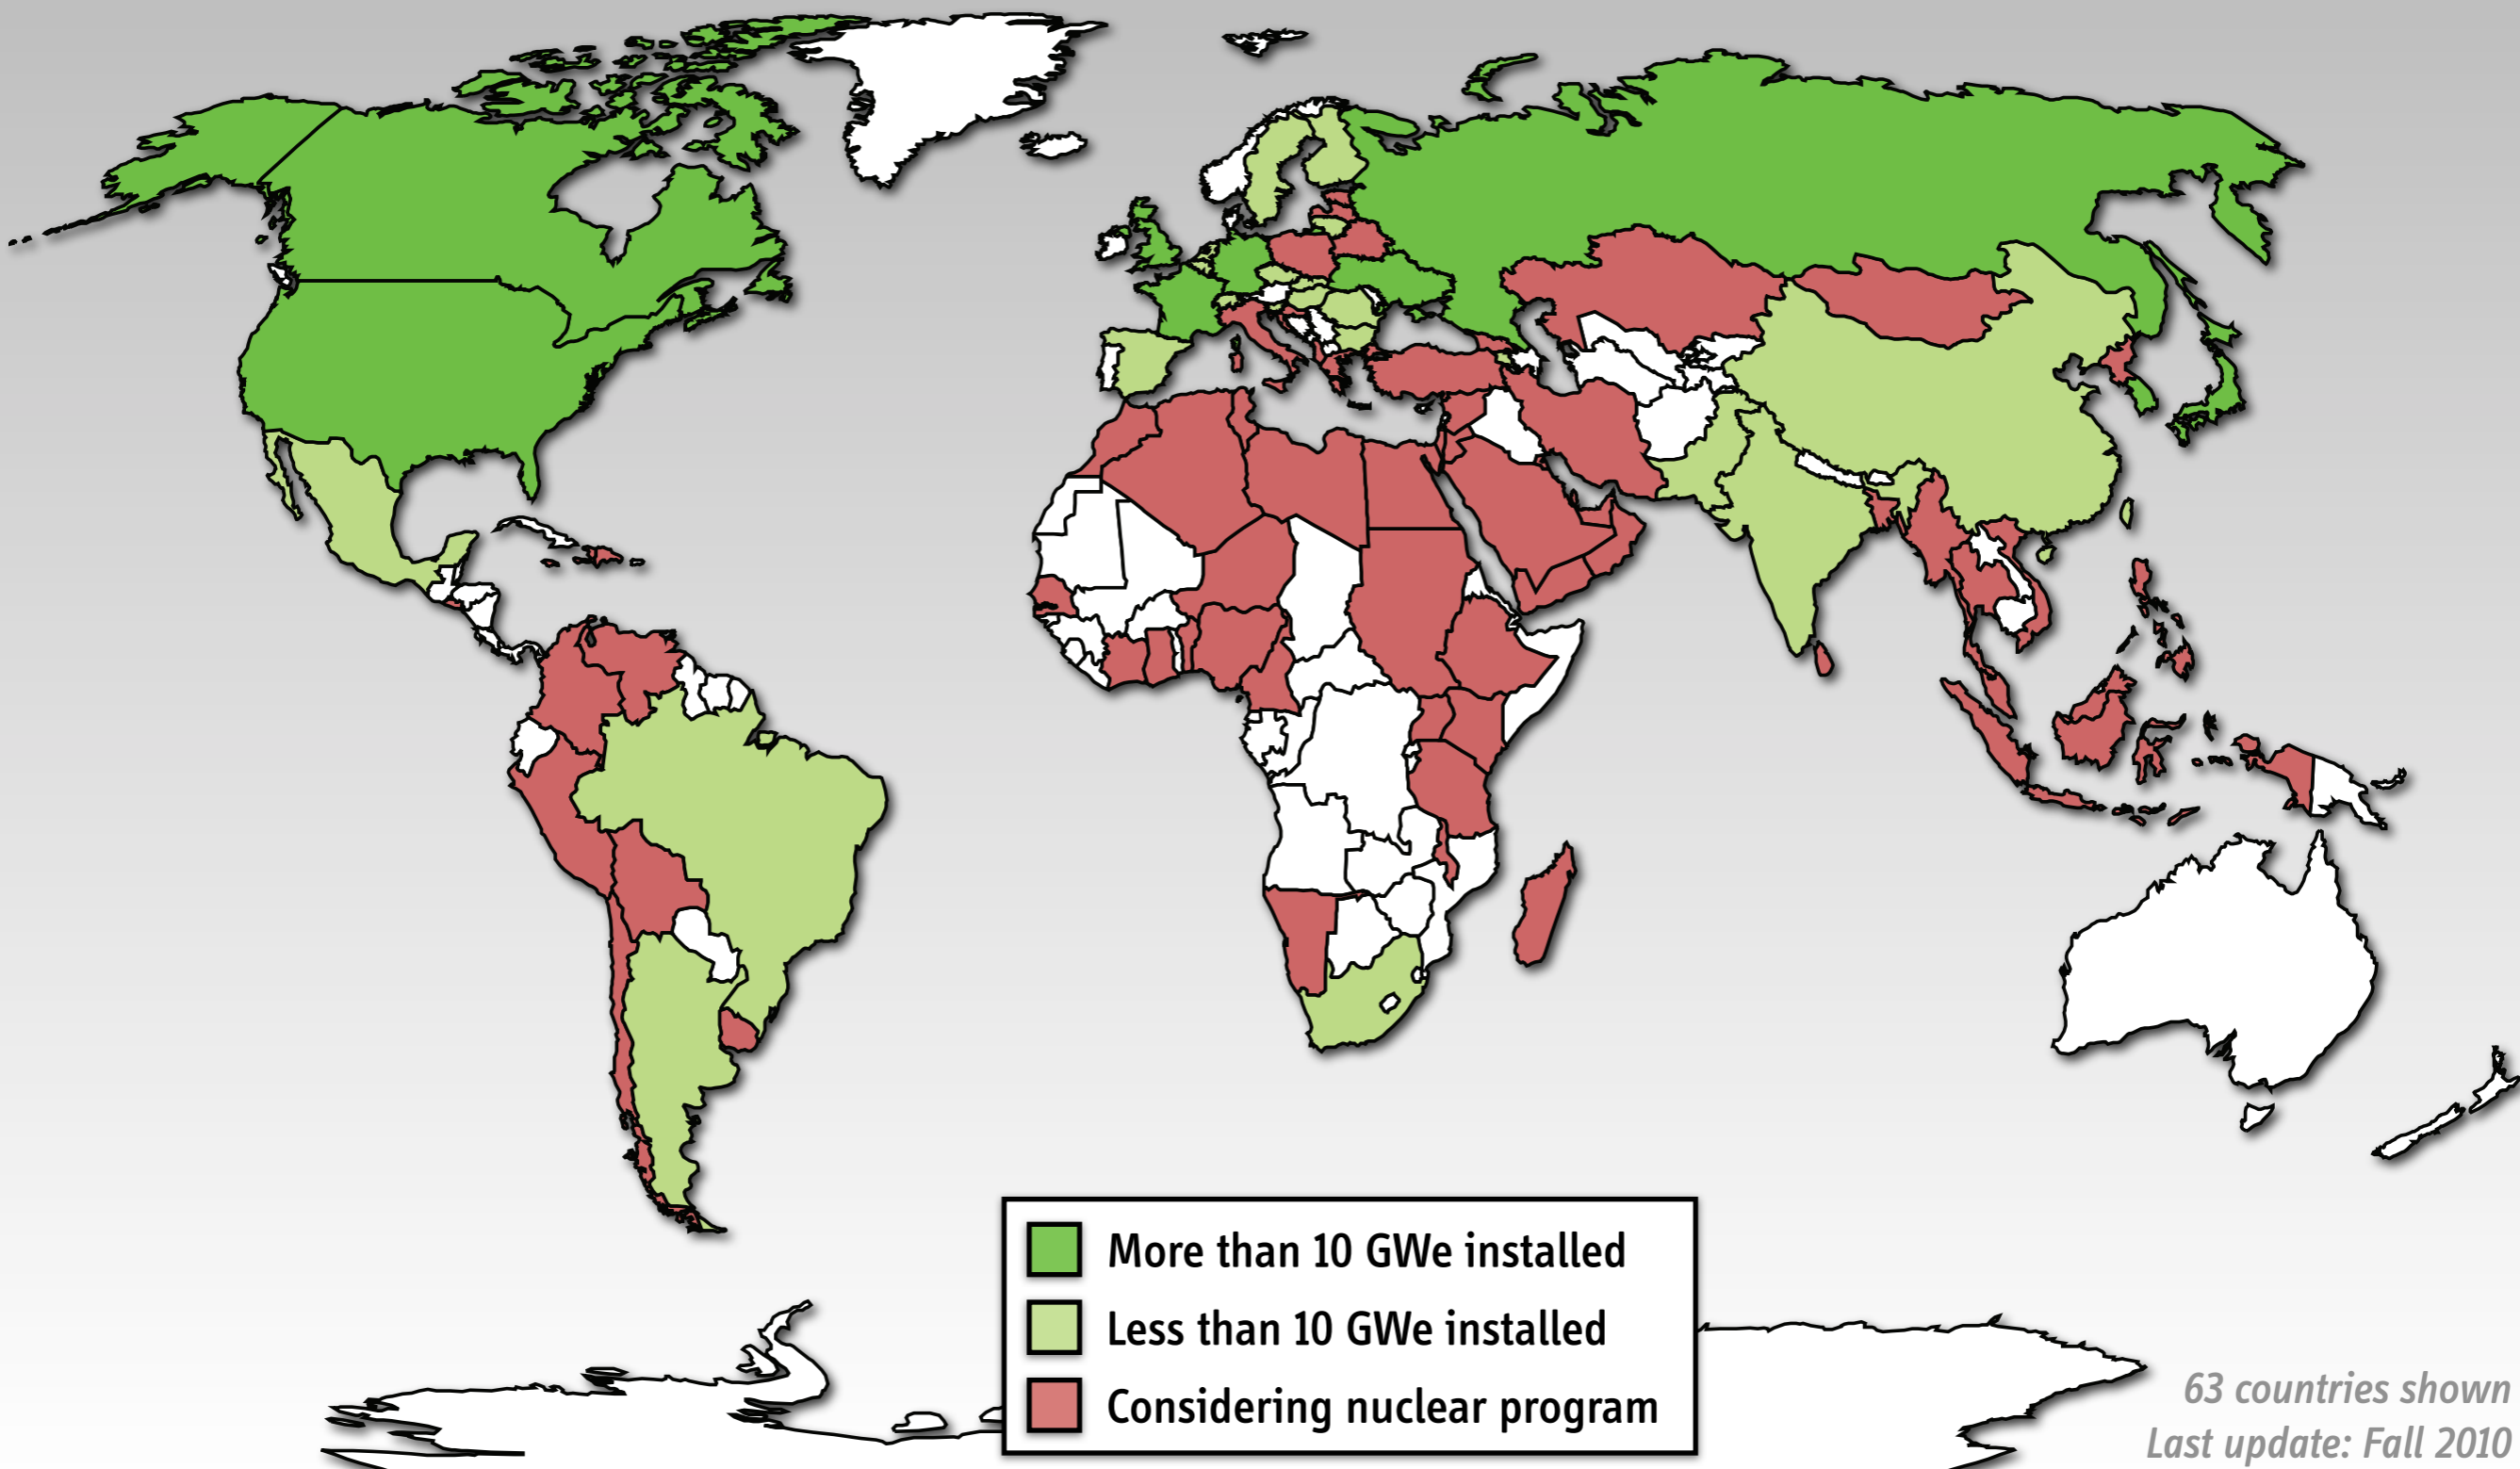 More than 10 GWe installed
Less than 10 GWe installed
Considering nuclear program
63 countries shown
Last update: Fall 2010